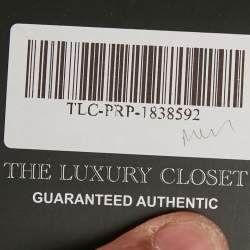 TLC-PRP-1838592
THE LUXURY CLOSET
GUARANTEED AUTHENTIC